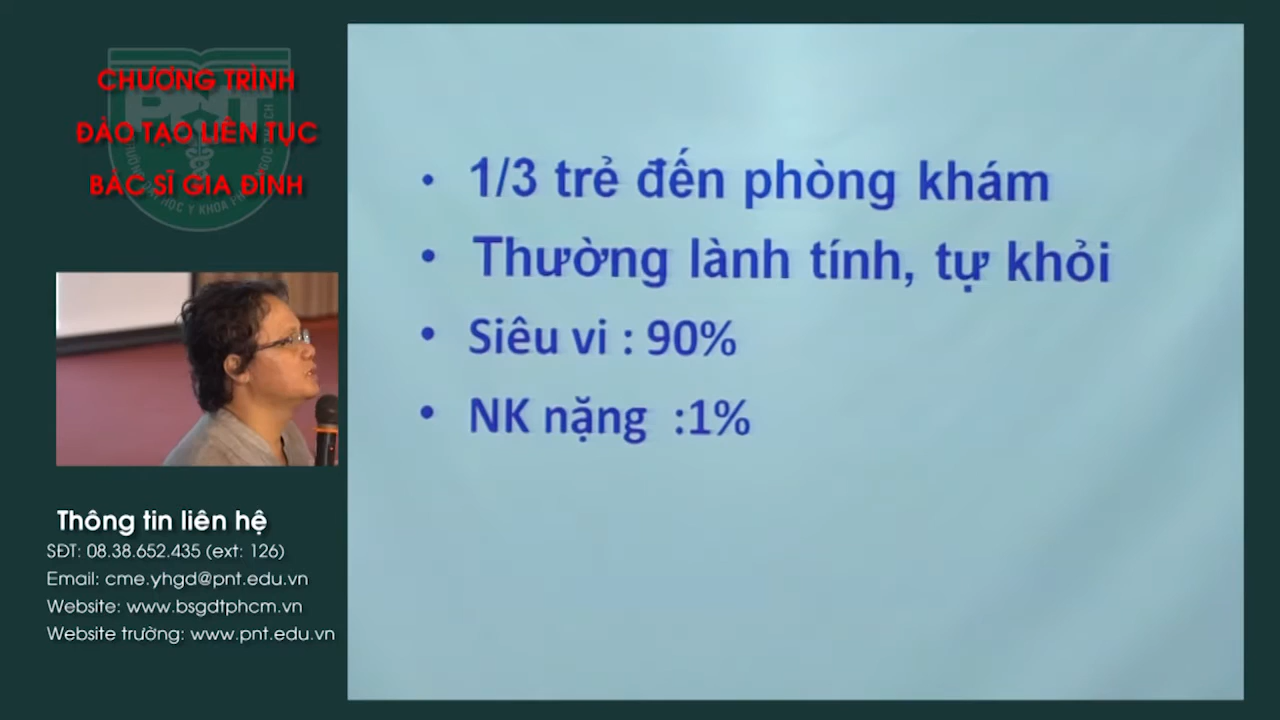 CHƯƠNG TRÌNH
ĐÀO TẠO LIÊN TỤC
BÁC SĨ GIA ĐÌNH
PNT
Thông tin liên hệ
SĐT: 08.38.652.435 (ext: 126)
Email: cme.yhgd@pnt.edu.vn
Website: www.bsgdtphcm.vn
Website trường: www.pnt.edu.vn
• 1/3 trẻ đến phòng khám
• Thường lành tính, tự khỏi
• Siêu vi : 90%
• NK nặng :1%